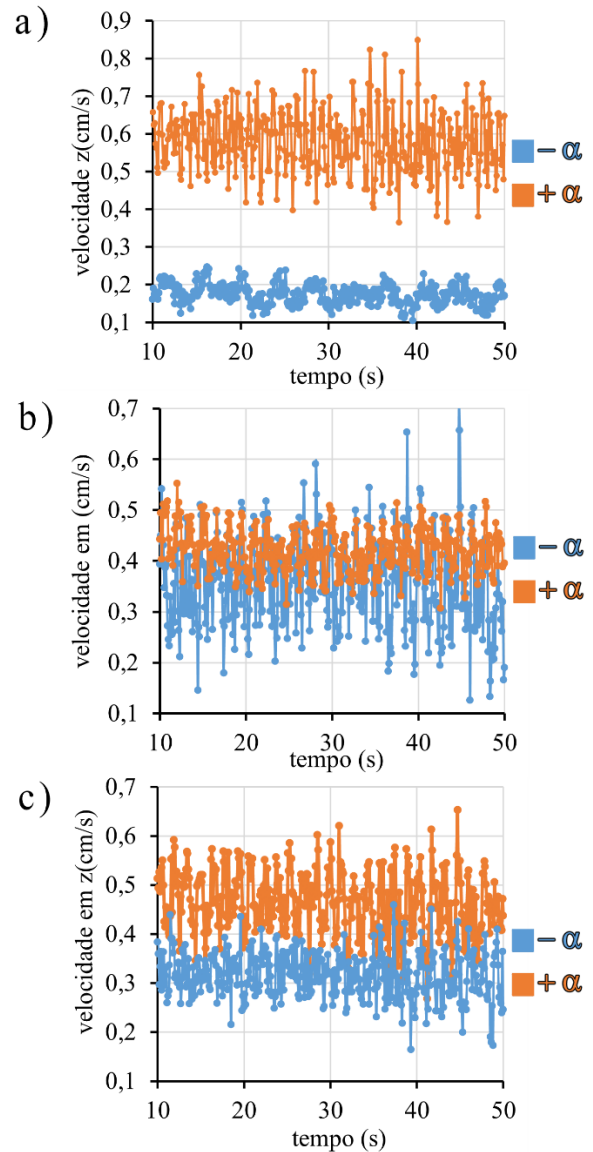 a)
velocidade z(cm/s)
0,9
0,8
0,7
0,6
0,5
0,4
0,3
0,2
0,1
10 20 30 40 50
tempo (s)
− α
+ α
b)
velocidade em (cm/s)
0,7
0,6
0,5
0,4
0,3
0,2
0,1
10 20 30 40 50
tempo (s)
− α
+ α
c)
velocidade em z(cm/s)
0,7
0,6
0,5
0,4
0,3
0,2
0,1
10 20 30 40 50
tempo (s)
− α
+ α